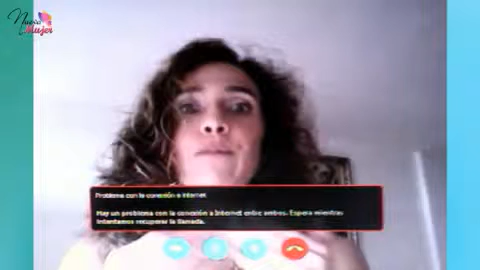 Nueva
Mujer
Problema con la conexión a Internet
Hay un problema con la conexión a Internet entre ambos. Espera mientras
intentamos recuperar la llamada.